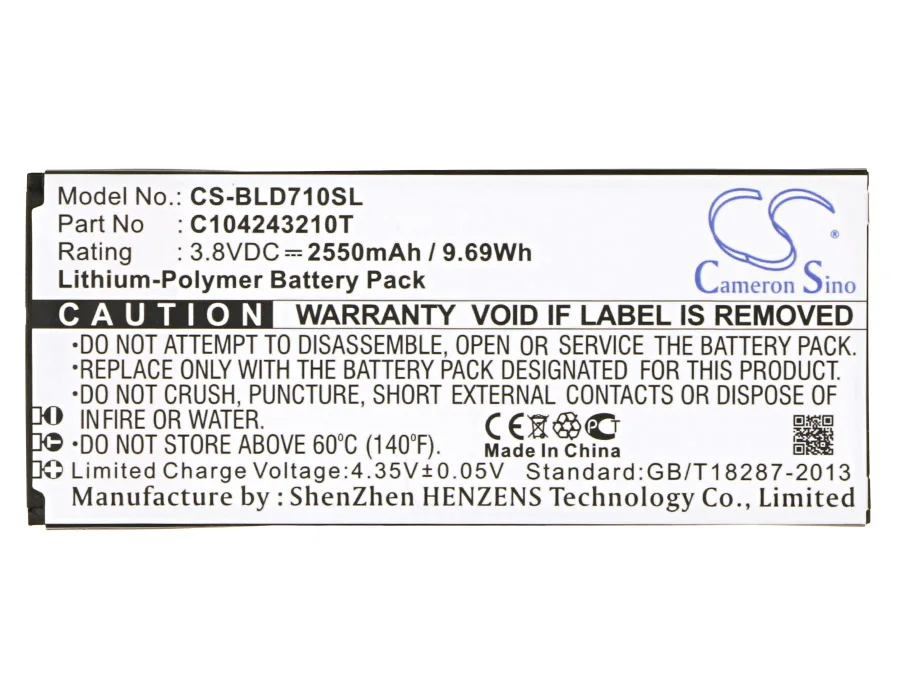 Model No.: CS-BLD710SL
Part No : C104243210T
Rating : 3.8VDC ⎓ 2550mAh / 9.69Wh
Lithium-Polymer Battery Pack
CS
®
Cameron Sino
CAUTION WARRANTY VOID IF LABEL IS REMOVED
•DO NOT ATTEMPT TO DISASSEMBLE, OPEN OR SERVICE THE BATTERY PACK.
•REPLACE ONLY WITH THE BATTERY PACK DESIGNATED FOR THIS PRODUCT.
•DO NOT CRUSH, PUNCTURE, SHORT EXTERNAL CONTACTS OR DISPOSE OF
INFIRE OR WATER.
•DO NOT STORE ABOVE 60°C (140°F).
CE PCT
Made In China
Limited Charge Voltage:4.35V±0.05V Standard:GB/T18287-2013
Manufacture by : ShenZhen HENZENS Technology Co., Limited